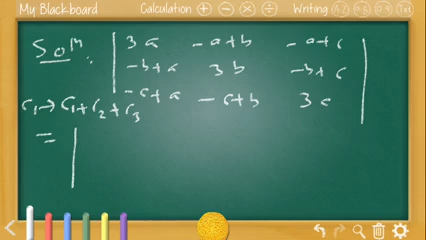 My Blackboard Calculation + − × ÷ Writing
Solⁿ: | 3a -a+b -a+c |
-b+a 3b -b+c
-c+a -c+b 3c
C₁→C₁+C₂+C₃
= |